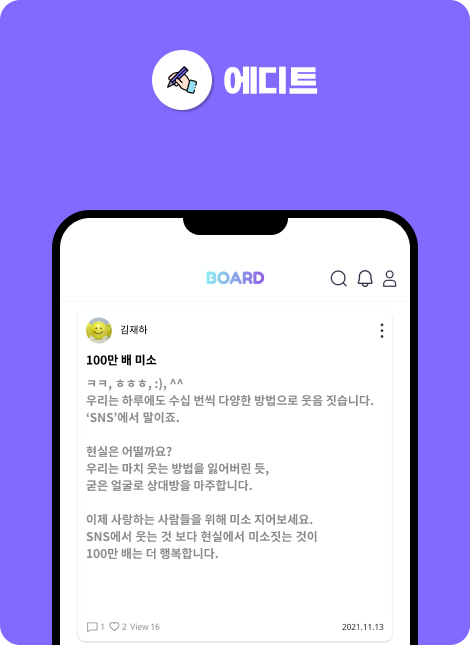 에디트
BOARD
김재하
100만 배 미소
ㅋㅋ, ㅎㅎㅎ, :), ^^
우리는 하루에도 수십 번씩 다양한 방법으로 웃음 짓습니다.
‘SNS’에서 말이죠.
현실은 어떨까요?
우리는 마치 웃는 방법을 잃어버린 듯,
굳은 얼굴로 상대방을 마주합니다.
이제 사랑하는 사람들을 위해 미소 지어보세요.
SNS에서 웃는 것 보다 현실에서 미소짓는 것이
100만 배는 더 행복합니다.
1 2 View 16 2021.11.13